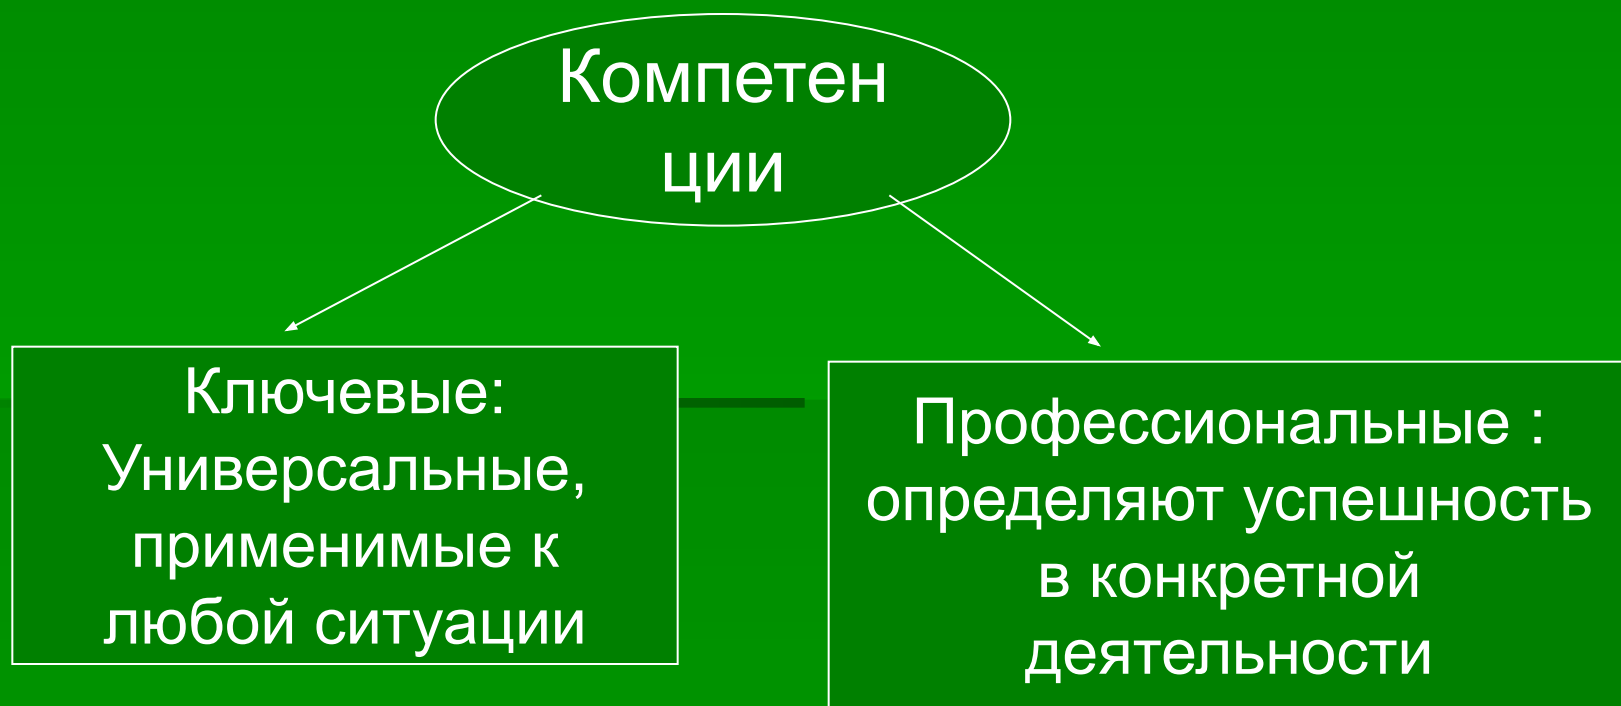 Компетен
ции
Ключевые:
Универсальные,
применимые к
любой ситуации
Профессиональные :
определяют успешность
в конкретной
деятельности